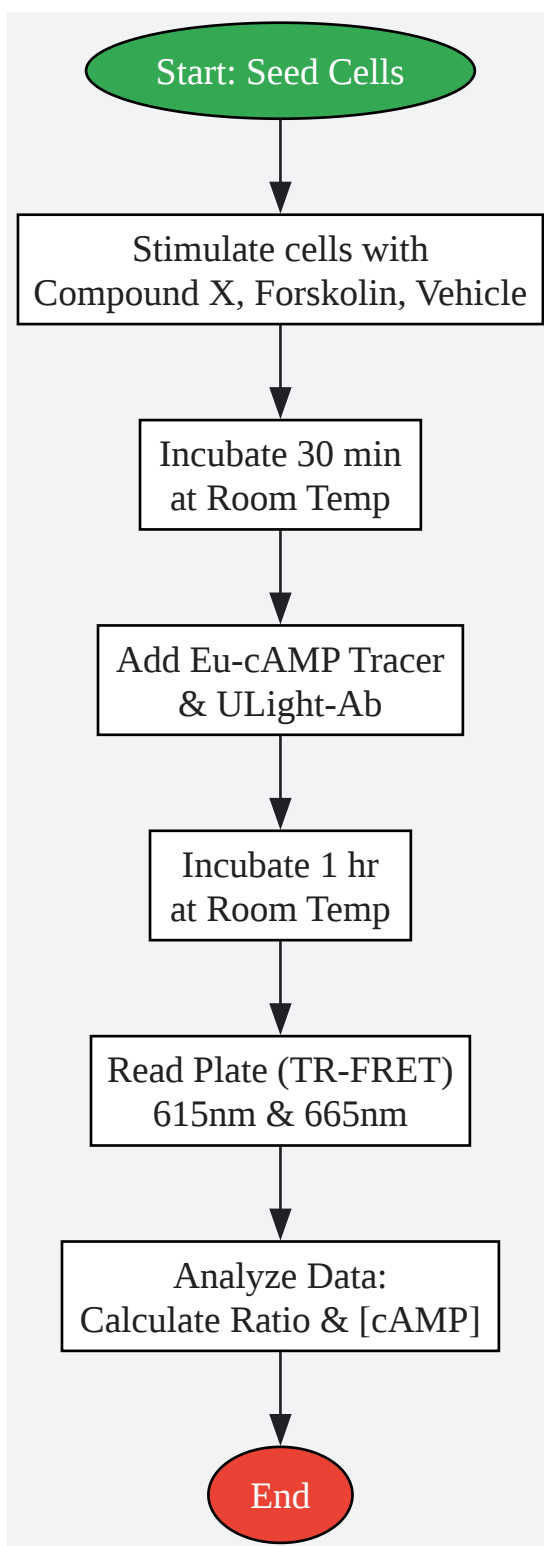 Start: Seed Cells
Stimulate cells with
Compound X, Forskolin, Vehicle
Incubate 30 min
at Room Temp
Add Eu-cAMP Tracer
& ULight-Ab
Incubate 1 hr
at Room Temp
Read Plate (TR-FRET)
615nm & 665nm
Analyze Data:
Calculate Ratio & [cAMP]
End